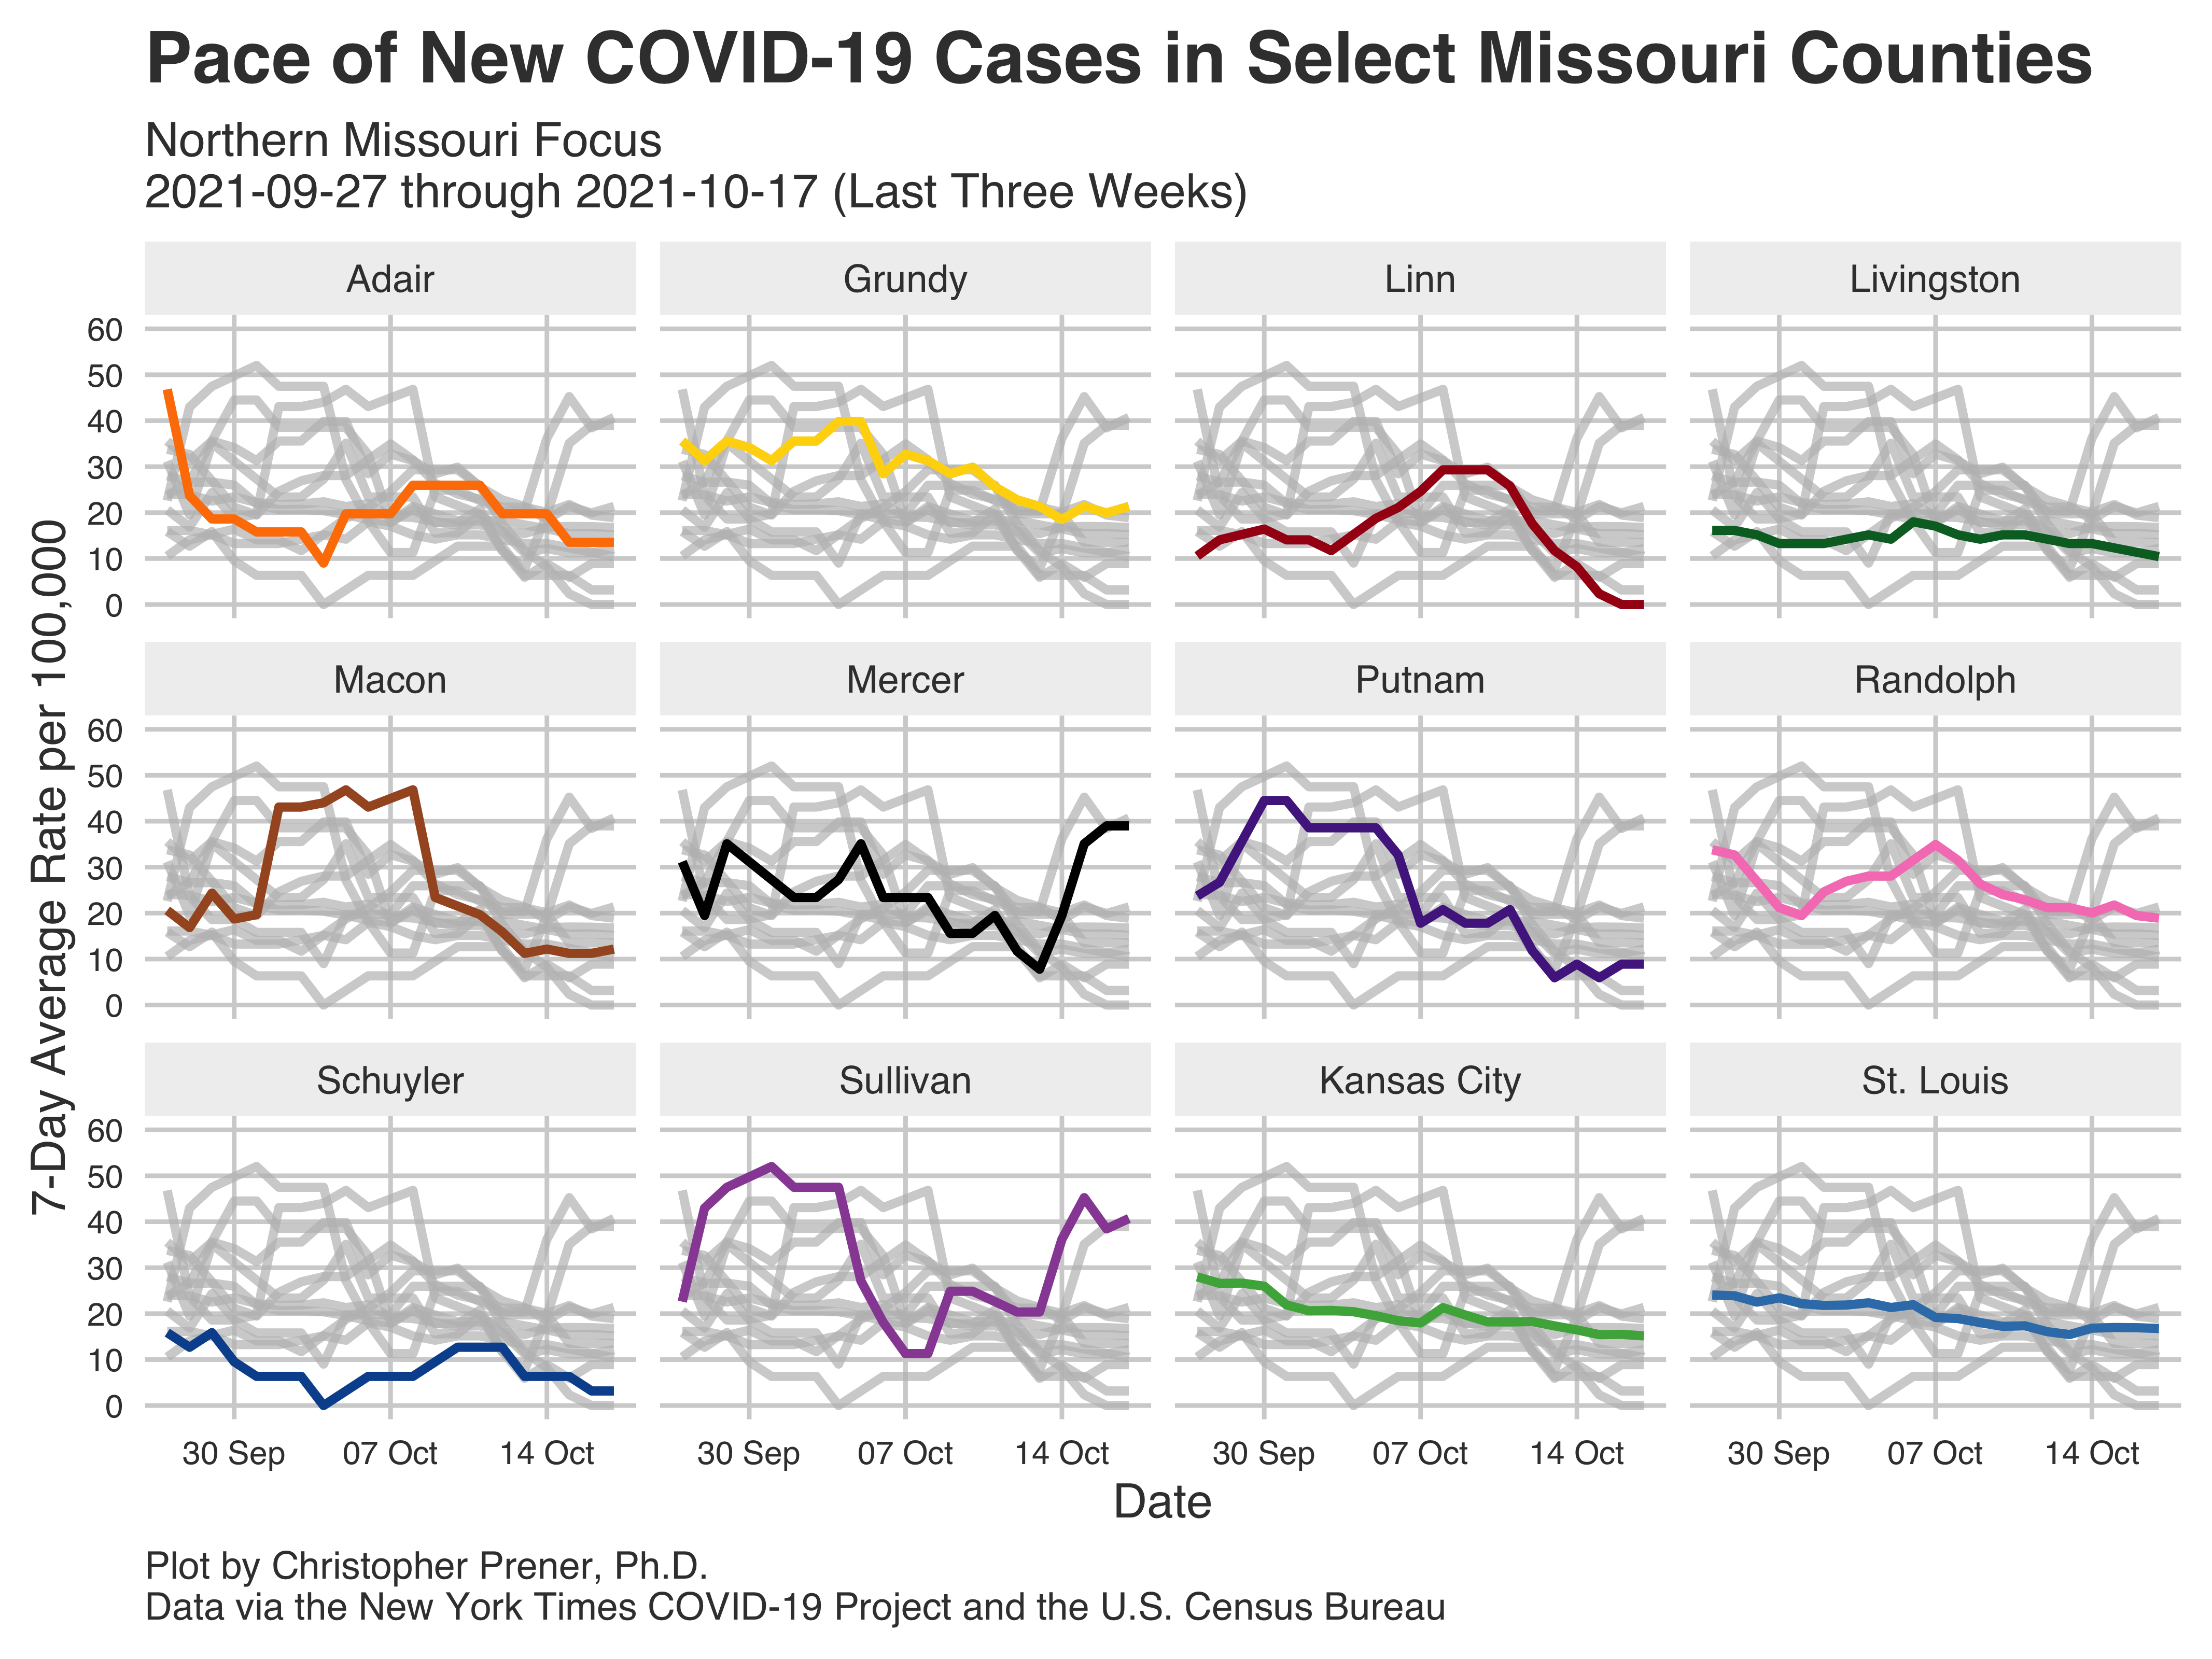 Pace of New COVID-19 Cases in Select Missouri Counties
Northern Missouri Focus
2021-09-27 through 2021-10-17 (Last Three Weeks)
Adair
Grundy
Linn
Livingston
60
50
40
30
20
10
0
Macon
Mercer
Putnam
Randolph
60
50
40
30
20
10
0
Schuyler
Sullivan
Kansas City
St. Louis
60
50
40
30
20
10
0
7-Day Average Rate per 100,000
30 Sep 07 Oct 14 Oct
30 Sep 07 Oct 14 Oct
30 Sep 07 Oct 14 Oct
30 Sep 07 Oct 14 Oct
Date
Plot by Christopher Prener, Ph.D.
Data via the New York Times COVID-19 Project and the U.S. Census Bureau